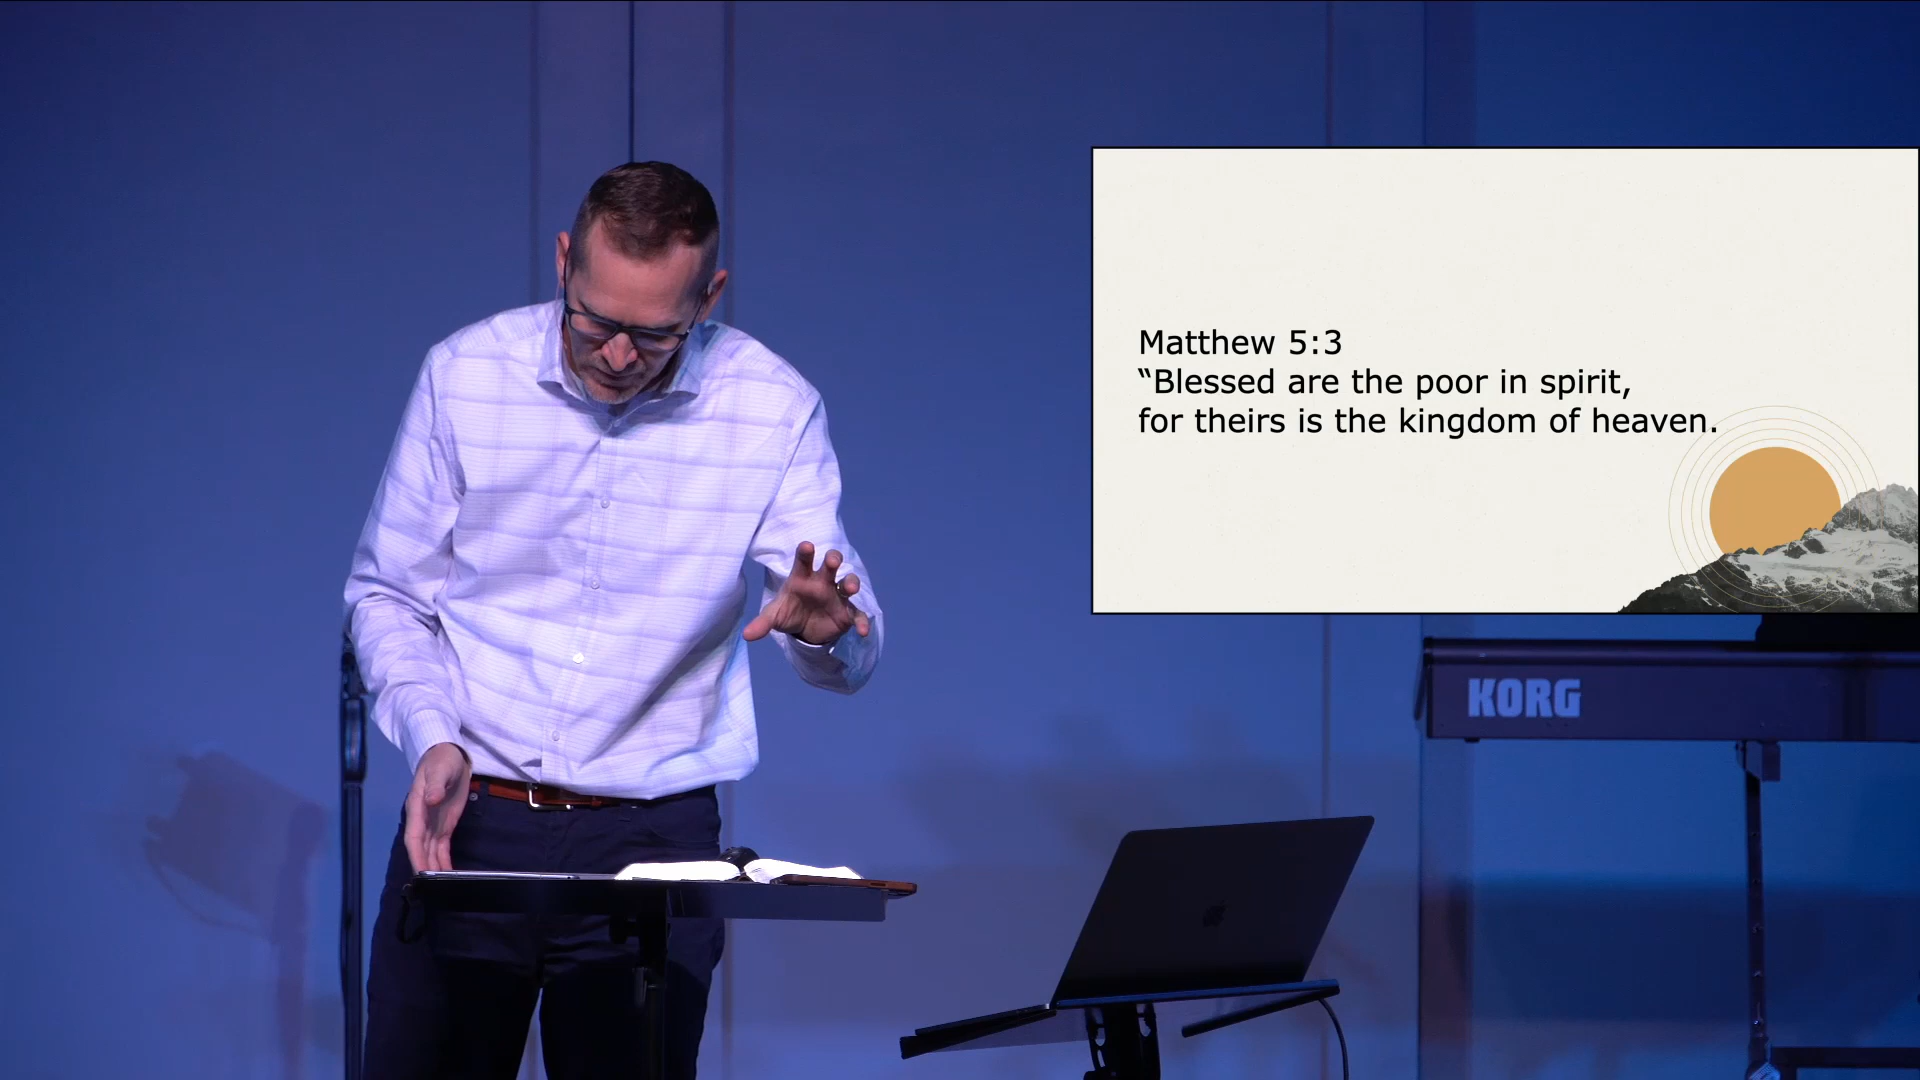 Matthew 5:3
“Blessed are the poor in spirit,
for theirs is the kingdom of heaven.
KORG